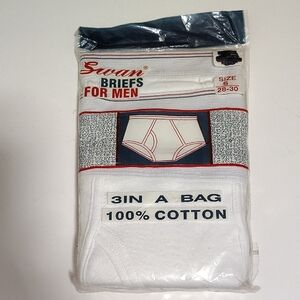 Swan®
BRIEFS
FOR MEN
SIZE
28-30
3IN A BAG
100% COTTON